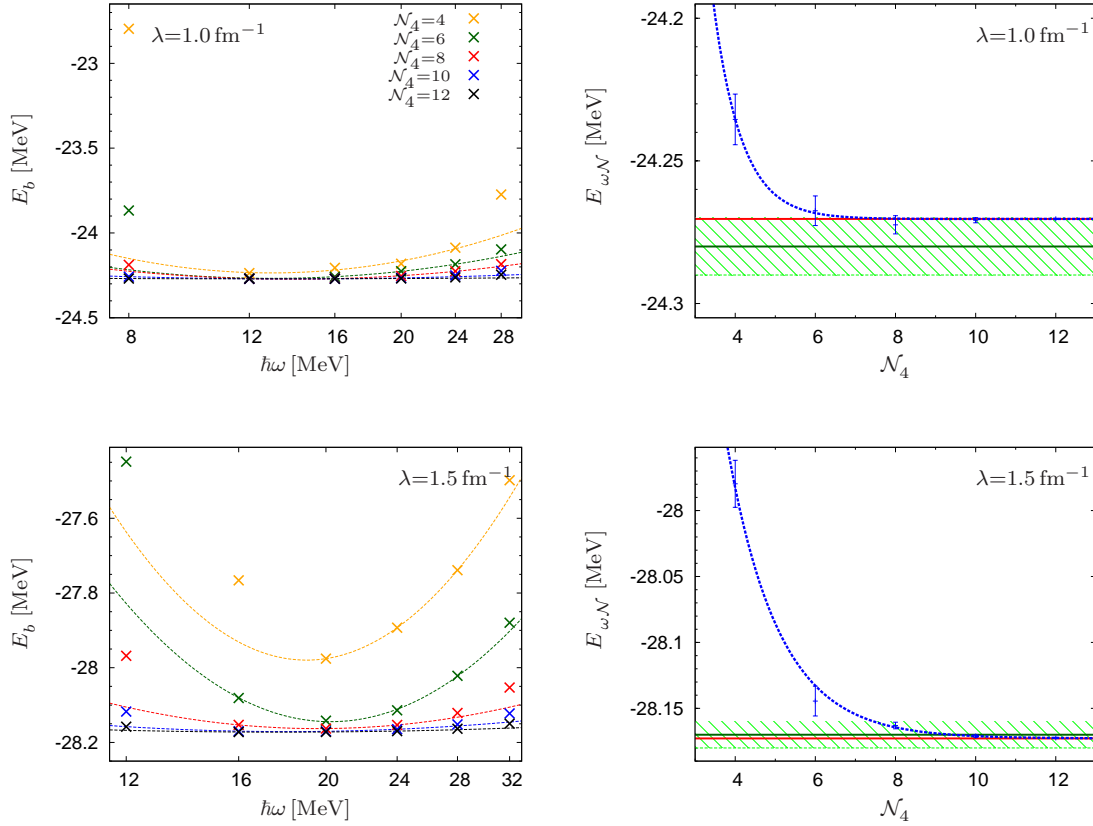 λ=1.0 fm⁻¹
𝒩₄=4
𝒩₄=6
𝒩₄=8
𝒩₄=10
𝒩₄=12
-23
-23.5
-24
-24.5
E_b [MeV]
8 12 16 20 24 28
ℏω [MeV]
λ=1.0 fm⁻¹
-24.2
-24.25
-24.3
E_ω𝒩 [MeV]
4 6 8 10 12
𝒩₄
λ=1.5 fm⁻¹
-27.6
-27.8
-28
-28.2
E_b [MeV]
12 16 20 24 28 32
ℏω [MeV]
λ=1.5 fm⁻¹
-28
-28.05
-28.1
-28.15
E_ω𝒩 [MeV]
4 6 8 10 12
𝒩₄